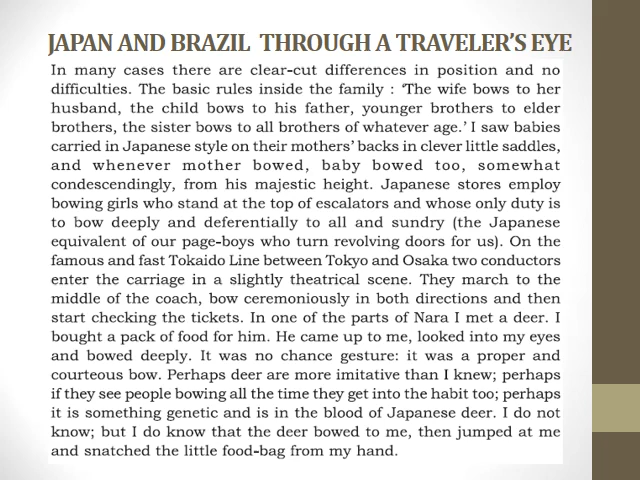 JAPAN AND BRAZIL THROUGH A TRAVELER'S EYE
In many cases there are clear-cut differences in position and no
difficulties. The basic rules inside the family : 'The wife bows to her
husband, the child bows to his father, younger brothers to elder
brothers, the sister bows to all brothers of whatever age.' I saw babies
carried in Japanese style on their mothers' backs in clever little saddles,
and whenever mother bowed, baby bowed too, somewhat
condescendingly, from his majestic height. Japanese stores employ
bowing girls who stand at the top of escalators and whose only duty is
to bow deeply and deferentially to all and sundry (the Japanese
equivalent of our page-boys who turn revolving doors for us). On the
famous and fast Tokaido Line between Tokyo and Osaka two conductors
enter the carriage in a slightly theatrical scene. They march to the
middle of the coach, bow ceremoniously in both directions and then
start checking the tickets. In one of the parts of Nara I met a deer. I
bought a pack of food for him. He came up to me, looked into my eyes
and bowed deeply. It was no chance gesture: it was a proper and
courteous bow. Perhaps deer are more imitative than I knew; perhaps
if they see people bowing all the time they get into the habit too; perhaps
it is something genetic and is in the blood of Japanese deer. I do not
know; but I do know that the deer bowed to me, then jumped at me
and snatched the little food-bag from my hand.